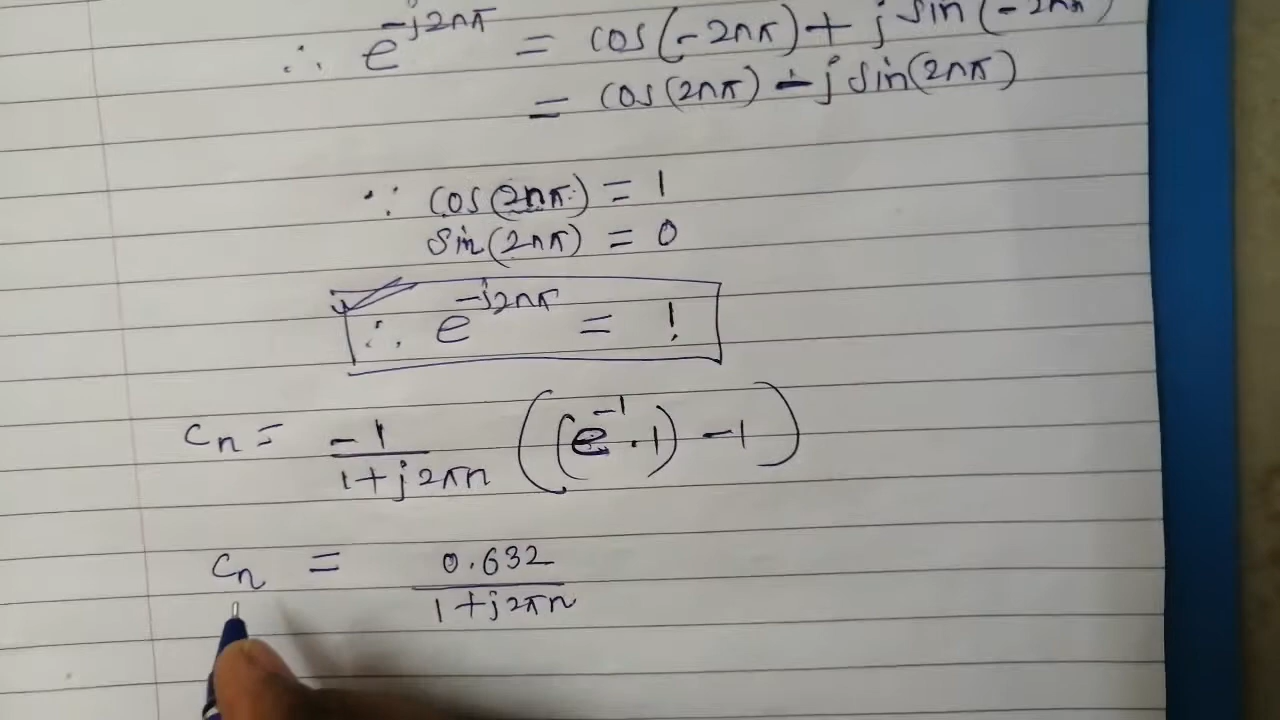 ∴ e^-j2nπ = cos(-2nπ) + j sin(-2nπ)
= cos(2nπ) - j sin(2nπ)
∵ cos(2nπ) = 1
sin(2nπ) = 0
∴ e^-j2nπ = 1
cn = -1/(1+j2πn) ((e^-1 . 1) - 1)
cn = 0.632/(1+j2πn)